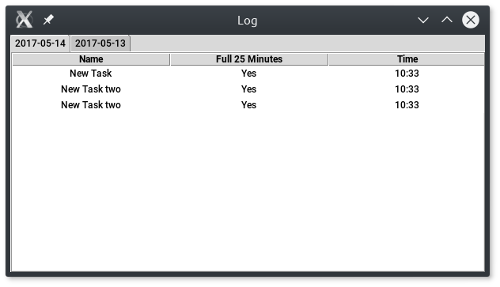 Log
2017-05-14 2017-05-13
Name Full 25 Minutes Time
New Task Yes 10:33
New Task two Yes 10:33
New Task two Yes 10:33